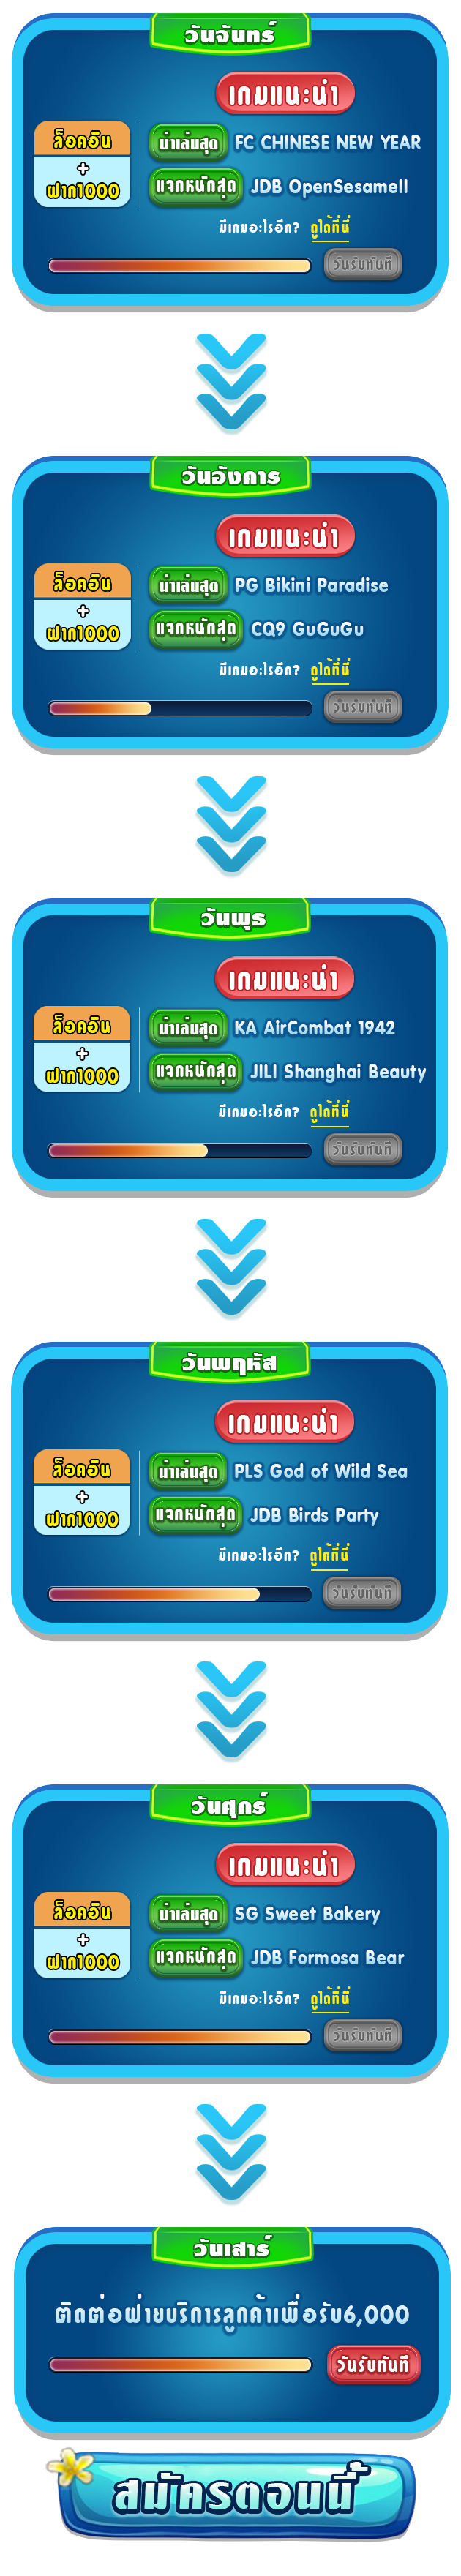 วันจันทร์
เกมแนะนำ
ล็อคอิน
+
ฝาก1000
น่าเล่นสุด FC CHINESE NEW YEAR
แจกหนักสุด JDB OpenSesameII
มีเกมอะไรอีก? ดูได้ที่นี่
วันรับทันที
วันอังคาร
เกมแนะนำ
ล็อคอิน
+
ฝาก1000
น่าเล่นสุด PG Bikini Paradise
แจกหนักสุด CQ9 GuGuGu
มีเกมอะไรอีก? ดูได้ที่นี่
วันรับทันที
วันพุธ
เกมแนะนำ
ล็อคอิน
+
ฝาก1000
น่าเล่นสุด KA AirCombat 1942
แจกหนักสุด JILI Shanghai Beauty
มีเกมอะไรอีก? ดูได้ที่นี่
วันรับทันที
วันพฤหัส
เกมแนะนำ
ล็อคอิน
+
ฝาก1000
น่าเล่นสุด PLS God of Wild Sea
แจกหนักสุด JDB Birds Party
มีเกมอะไรอีก? ดูได้ที่นี่
วันรับทันที
วันศุกร์
เกมแนะนำ
ล็อคอิน
+
ฝาก1000
น่าเล่นสุด SG Sweet Bakery
แจกหนักสุด JDB Formosa Bear
มีเกมอะไรอีก? ดูได้ที่นี่
วันรับทันที
วันเสาร์
ติดต่อฝ่ายบริการลูกค้าเพื่อรับ6,000
วันรับทันที
สมัครตอนนี้